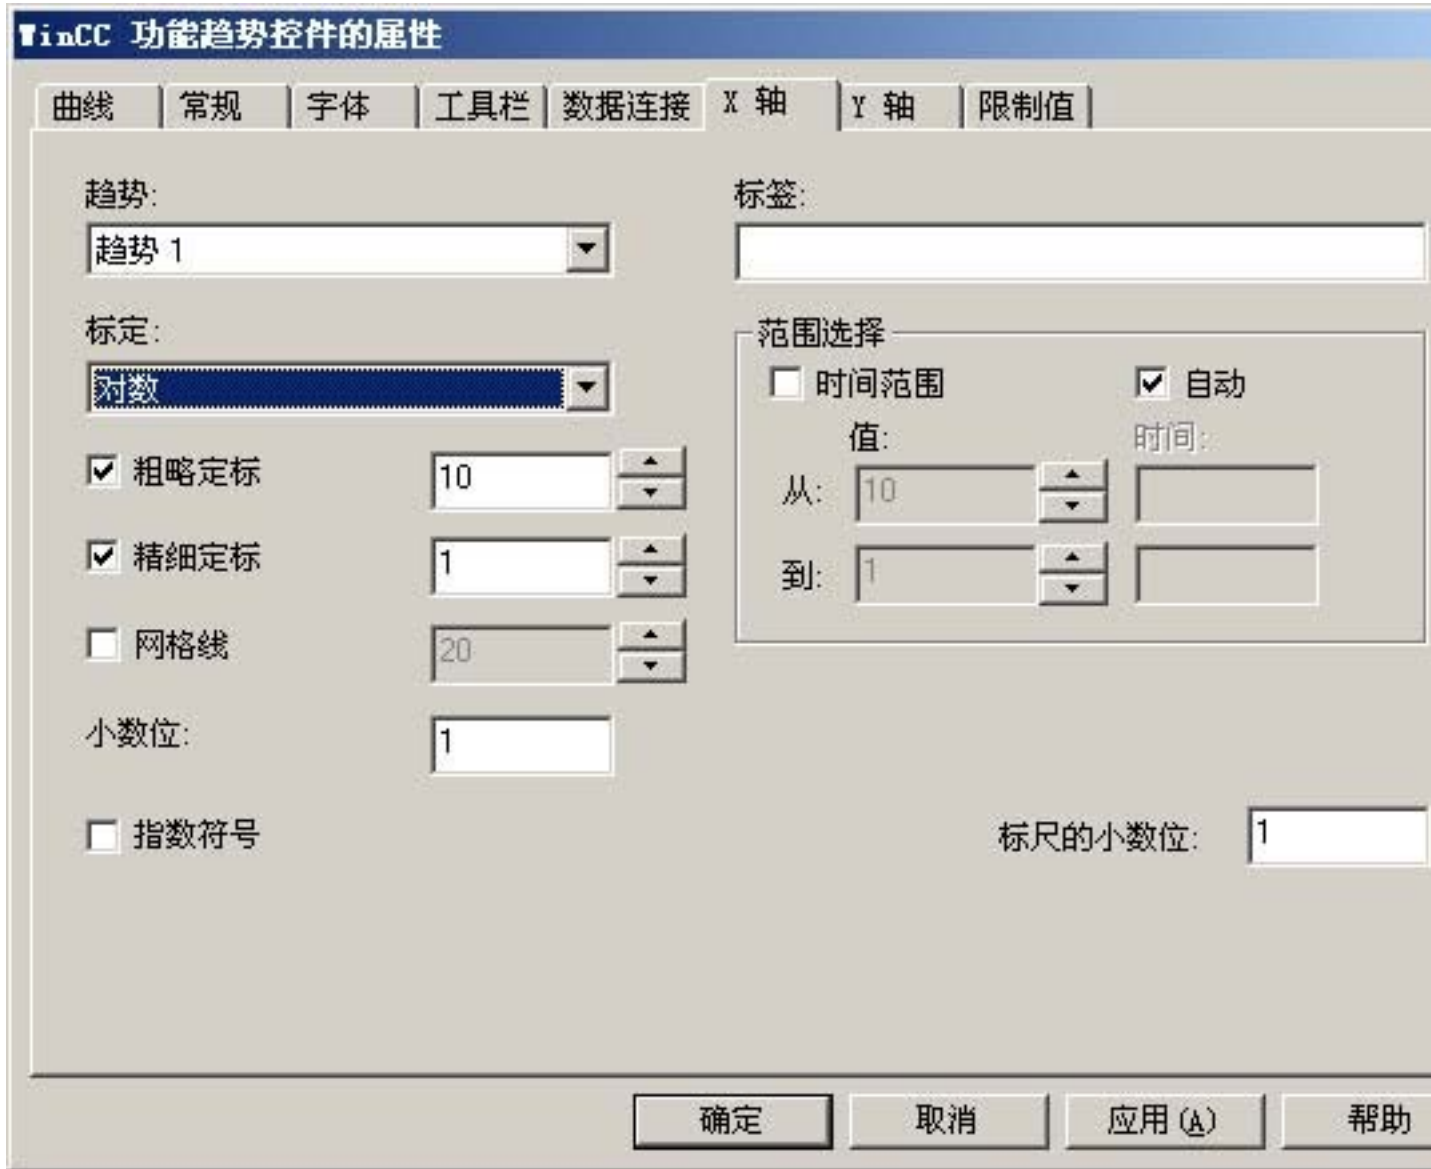 WinCC 功能趋势控件的属性
曲线 常规 字体 工具栏 数据连接 X 轴 Y 轴 限制值
趋势: 标签:
趋势 1
标定: 范围选择
对数 时间范围 自动
值: 时间:
粗略定标 10 从: 10
精细定标 1 到: 1
网格线 20
小数位: 1
指数符号 标尺的小数位: 1
确定 取消 应用(A) 帮助